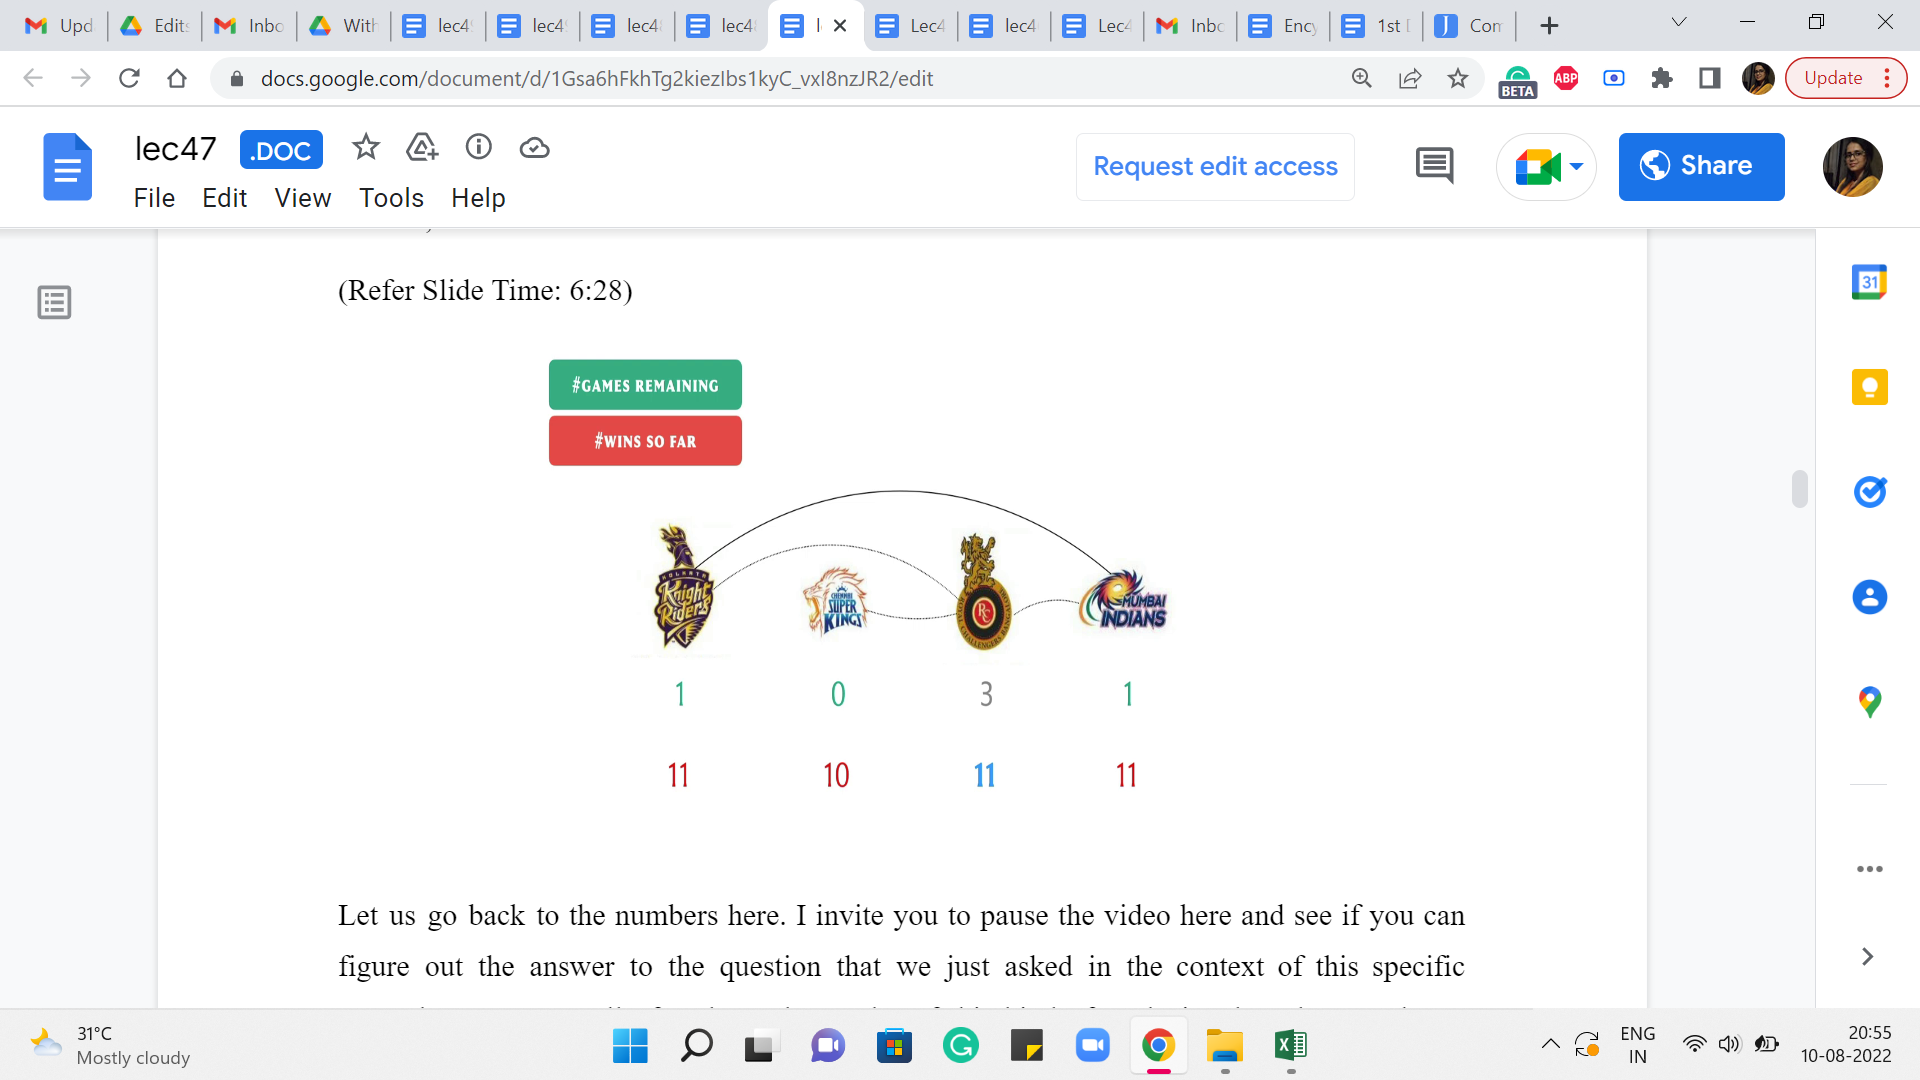 Upd
Edit
Inbo
With
lec4
lec4
lec4
lec4
l
Lec4
lec4
Lec4
Inbo
Ency
1st
Con
docs.google.com/document/d/1Gsa6hFkhTg2kiezIbs1kyC_vxI8nzJR2/edit
BETA
ABP
Update
lec47
.DOC
Request edit access
Share
File Edit View Tools Help
31
(Refer Slide Time: 6:28)
#GAMES REMAINING
#WINS SO FAR
KOLKATA
Knight Riders
CHENNAI
SUPER
KINGS
RC
MUMBAI
INDIANS
1 0 3 1
11 10 11 11
Let us go back to the numbers here. I invite you to pause the video here and see if you can
figure out the answer to the question that we just asked in the context of this specific
31°C
Mostly cloudy
ENG
IN
20:55
10-08-2022